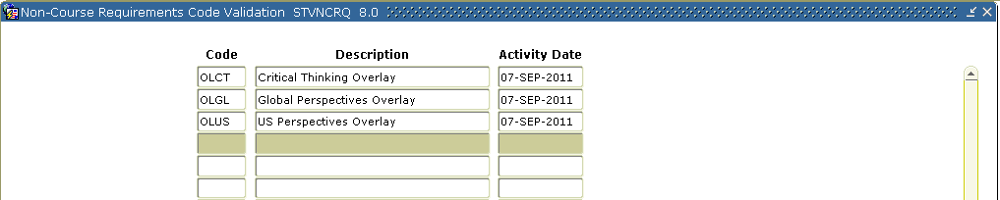 Non-Course Requirements Code Validation STVNCRQ 8.0
Code Description Activity Date
OLCT Critical Thinking Overlay 07-SEP-2011
OLGL Global Perspectives Overlay 07-SEP-2011
OLUS US Perspectives Overlay 07-SEP-2011